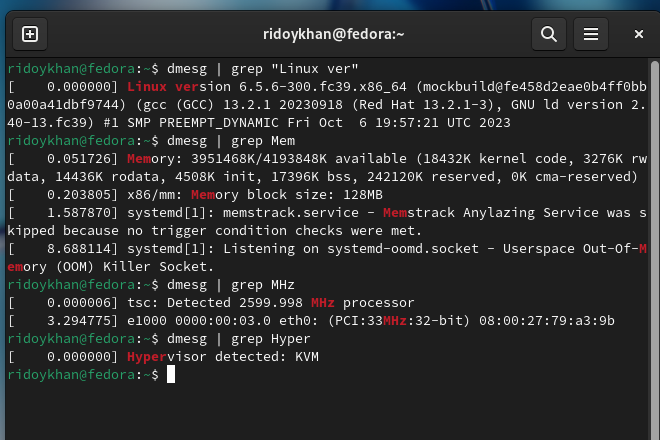 ridoykhan@fedora:~
ridoykhan@fedora:~$ dmesg | grep "Linux ver"
[    0.000000] Linux version 6.5.6-300.fc39.x86_64 (mockbuild@fe458d2eae0b4ff0bb
0a00a41dbf9744) (gcc (GCC) 13.2.1 20230918 (Red Hat 13.2.1-3), GNU ld version 2.
40-13.fc39) #1 SMP PREEMPT_DYNAMIC Fri Oct  6 19:57:21 UTC 2023
ridoykhan@fedora:~$ dmesg | grep Mem
[    0.051726] Memory: 3951468K/4193848K available (18432K kernel code, 3276K rw
data, 14436K rodata, 4508K init, 17396K bss, 242120K reserved, 0K cma-reserved)
[    0.203805] x86/mm: Memory block size: 128MB
[    1.587870] systemd[1]: memstrack.service - Memstrack Anylazing Service was s
kipped because no trigger condition checks were met.
[    8.688114] systemd[1]: Listening on systemd-oomd.socket - Userspace Out-Of-M
emory (OOM) Killer Socket.
ridoykhan@fedora:~$ dmesg | grep MHz
[    0.000006] tsc: Detected 2599.998 MHz processor
[    3.294775] e1000 0000:00:03.0 eth0: (PCI:33MHz:32-bit) 08:00:27:79:a3:9b
ridoykhan@fedora:~$ dmesg | grep Hyper
[    0.000000] Hypervisor detected: KVM
ridoykhan@fedora:~$